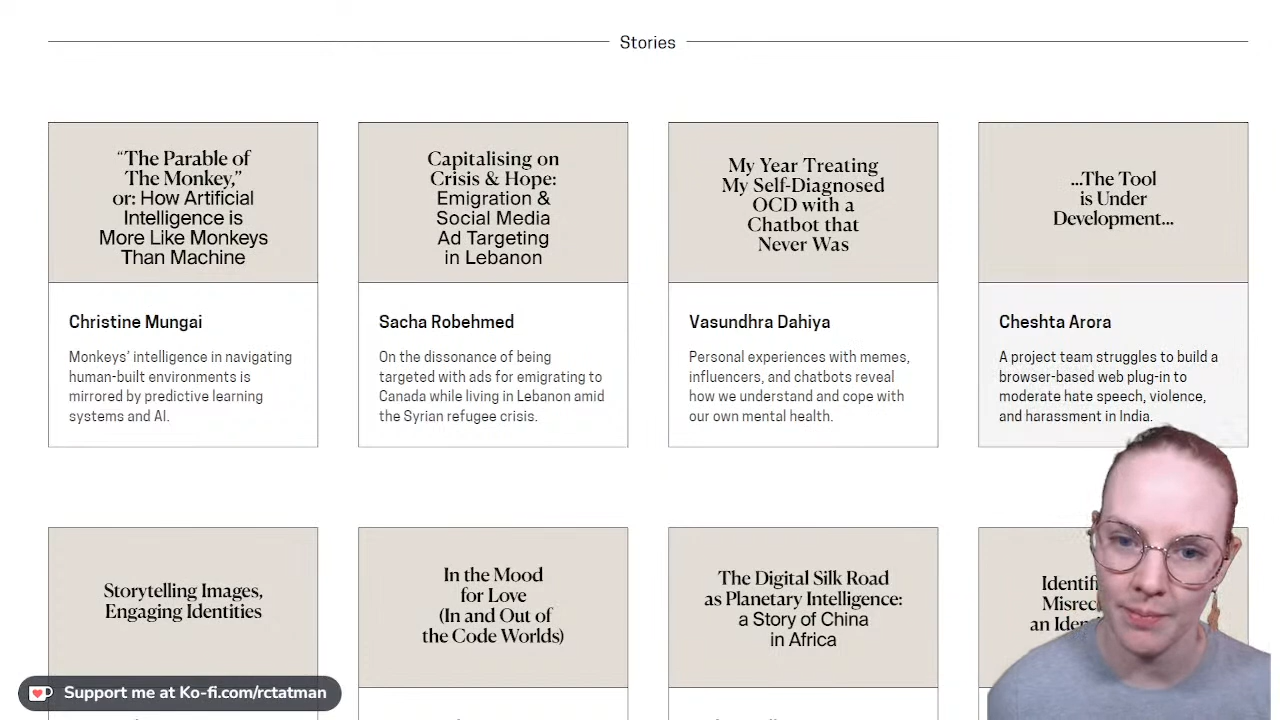 Stories
“The Parable of
The Monkey,”
or: How Artificial
Intelligence is
More Like Monkeys
Than Machine
Christine Mungai
Monkeys’ intelligence in navigating
human-built environments is
mirrored by predictive learning
systems and AI.
Capitalising on
Crisis & Hope:
Emigration &
Social Media
Ad Targeting
in Lebanon
Sacha Robehmed
On the dissonance of being
targeted with ads for emigrating to
Canada while living in Lebanon amid
the Syrian refugee crisis.
My Year Treating
My Self-Diagnosed
OCD with a
Chatbot that
Never Was
Vasundhra Dahiya
Personal experiences with memes,
influencers, and chatbots reveal
how we understand and cope with
our own mental health.
...The Tool
is Under
Development...
Cheshta Arora
A project team struggles to build a
browser-based web plug-in to
moderate hate speech, violence,
and harassment in India.
Storytelling Images,
Engaging Identities
In the Mood
for Love
(In and Out of
the Code Worlds)
The Digital Silk Road
as Planetary Intelligence:
a Story of China
in Africa
an
Support me at Ko-fi.com/rctatman